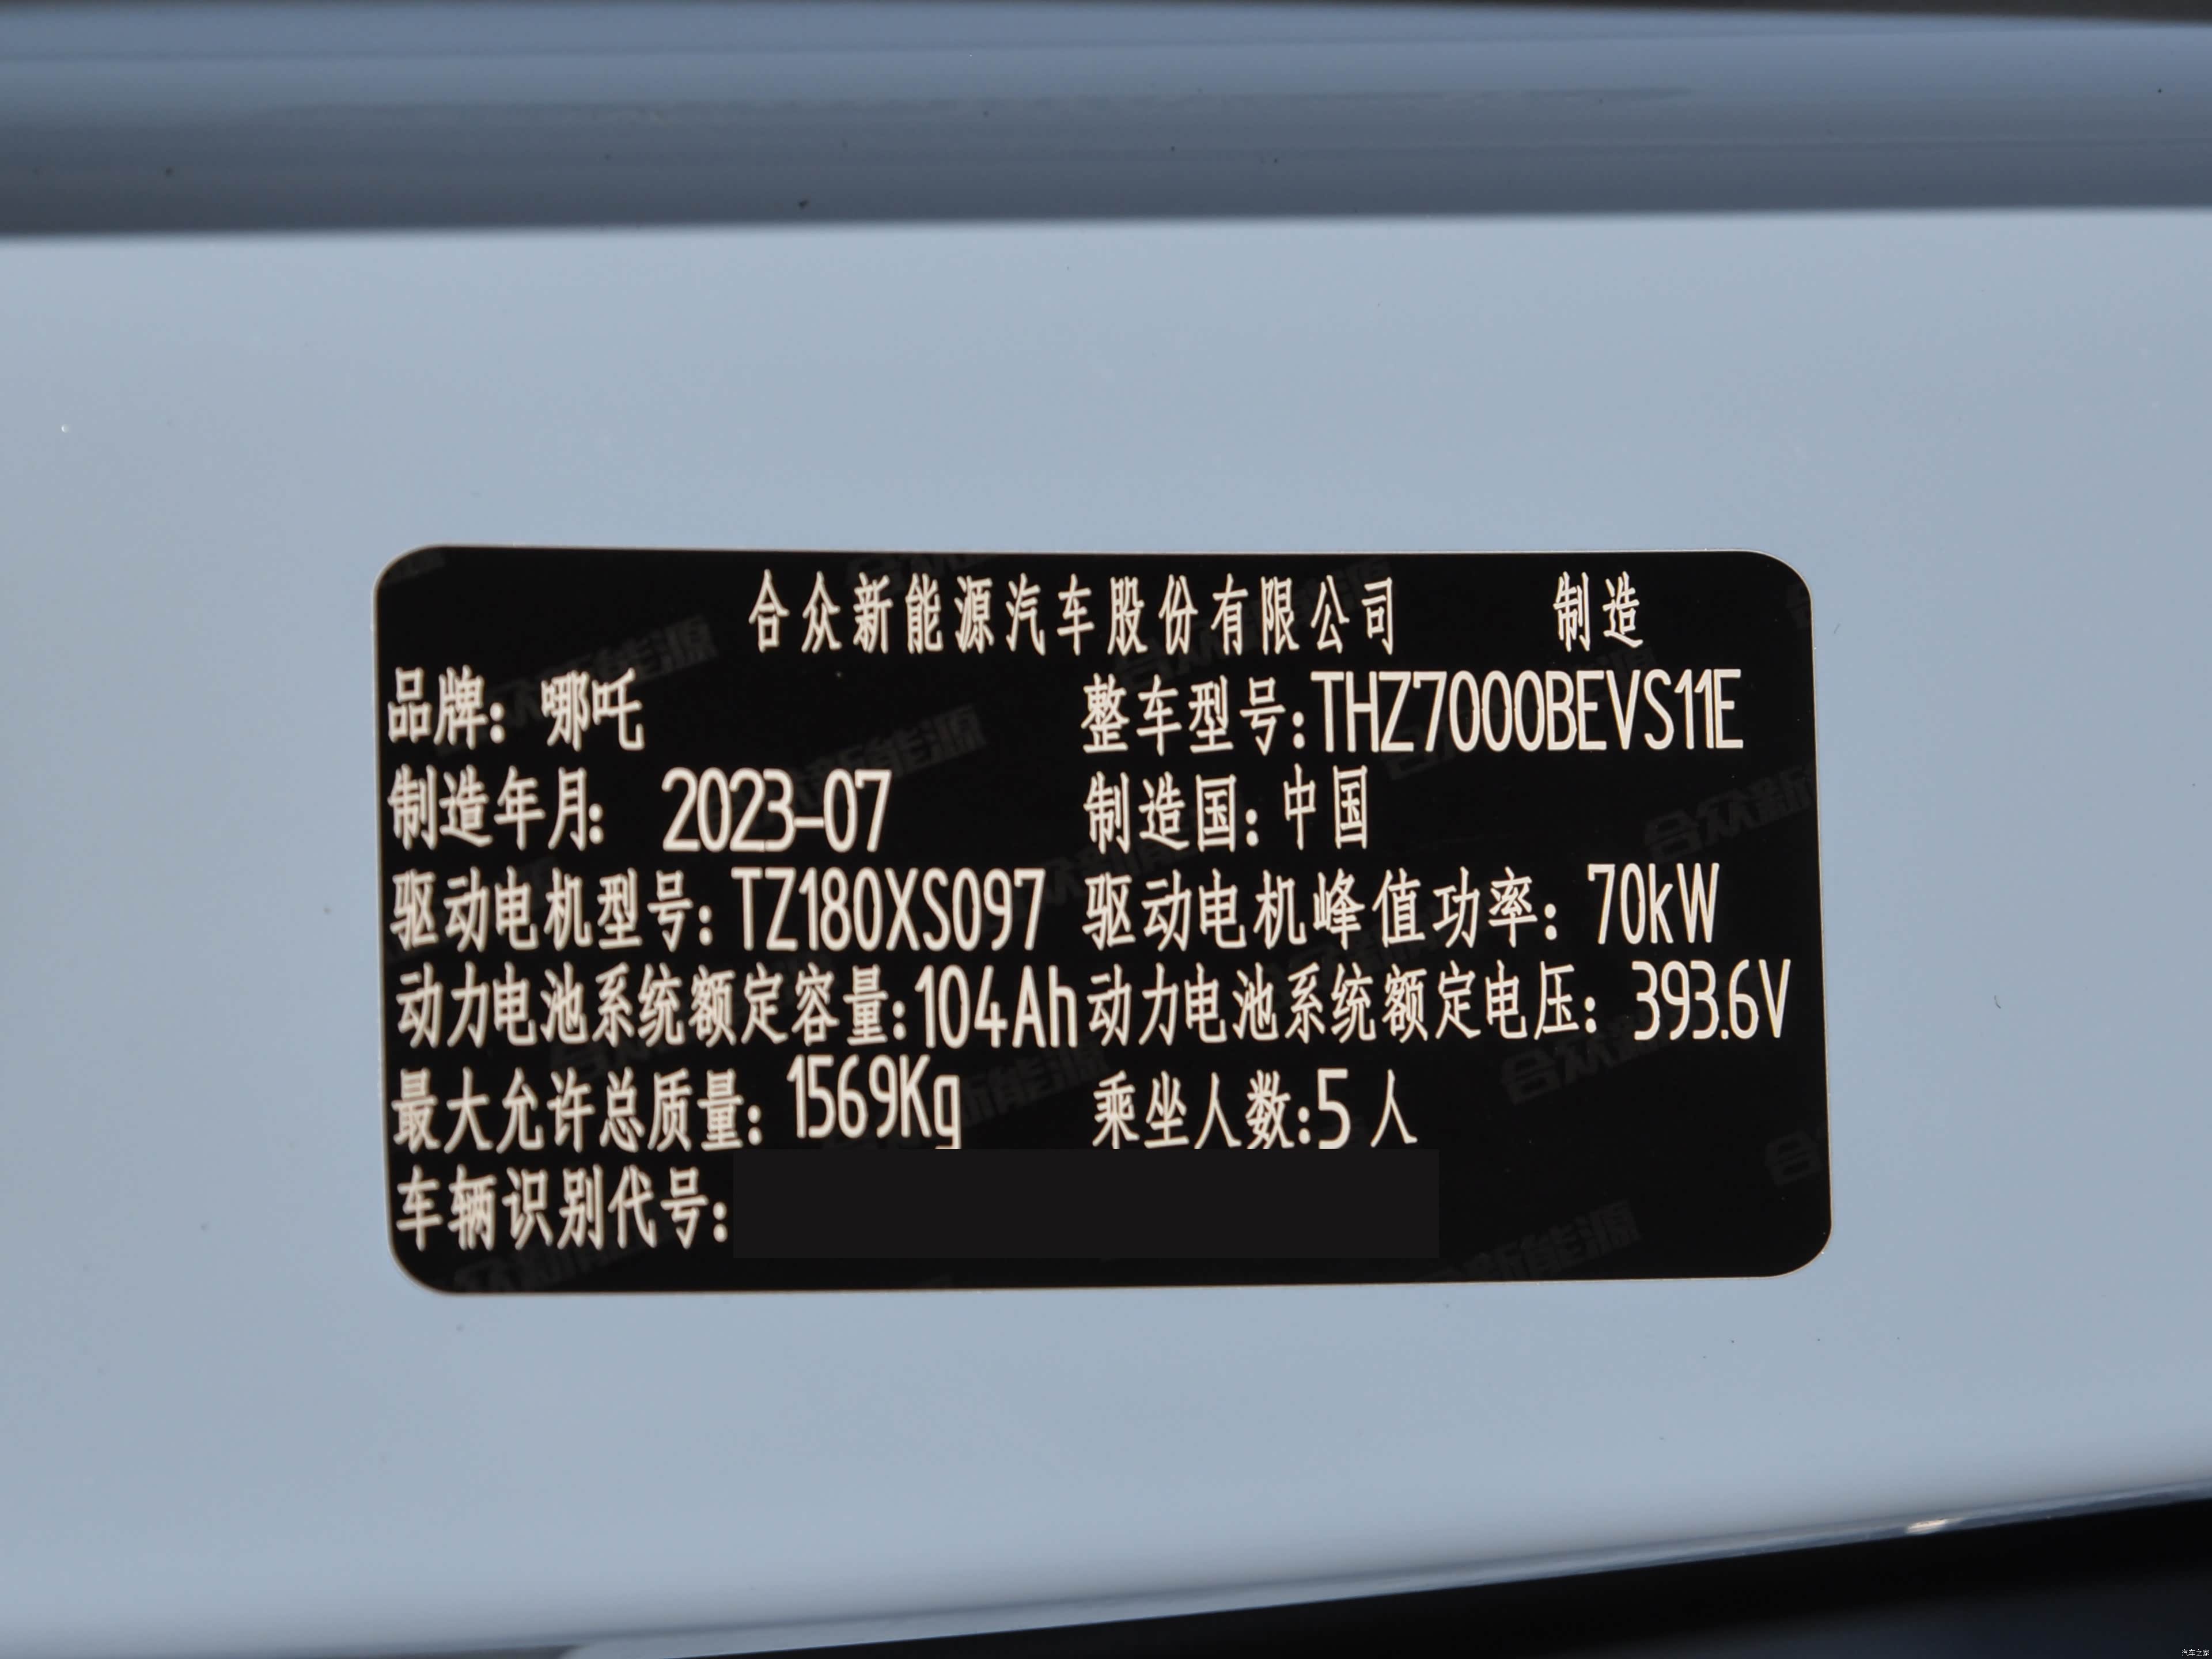 合众新能源汽车股份有限公司 制造
品牌: 哪吒 整车型号:THZ7000BEVS11E
制造年月: 2023-07 制造国: 中国
驱动电机型号: TZ180XS097 驱动电机峰值功率: 70kW
动力电池系统额定容量:104Ah 动力电池系统额定电压: 393.6V
最大允许总质量: 1569Kg 乘坐人数:5 人
车辆识别代号:
汽车之家